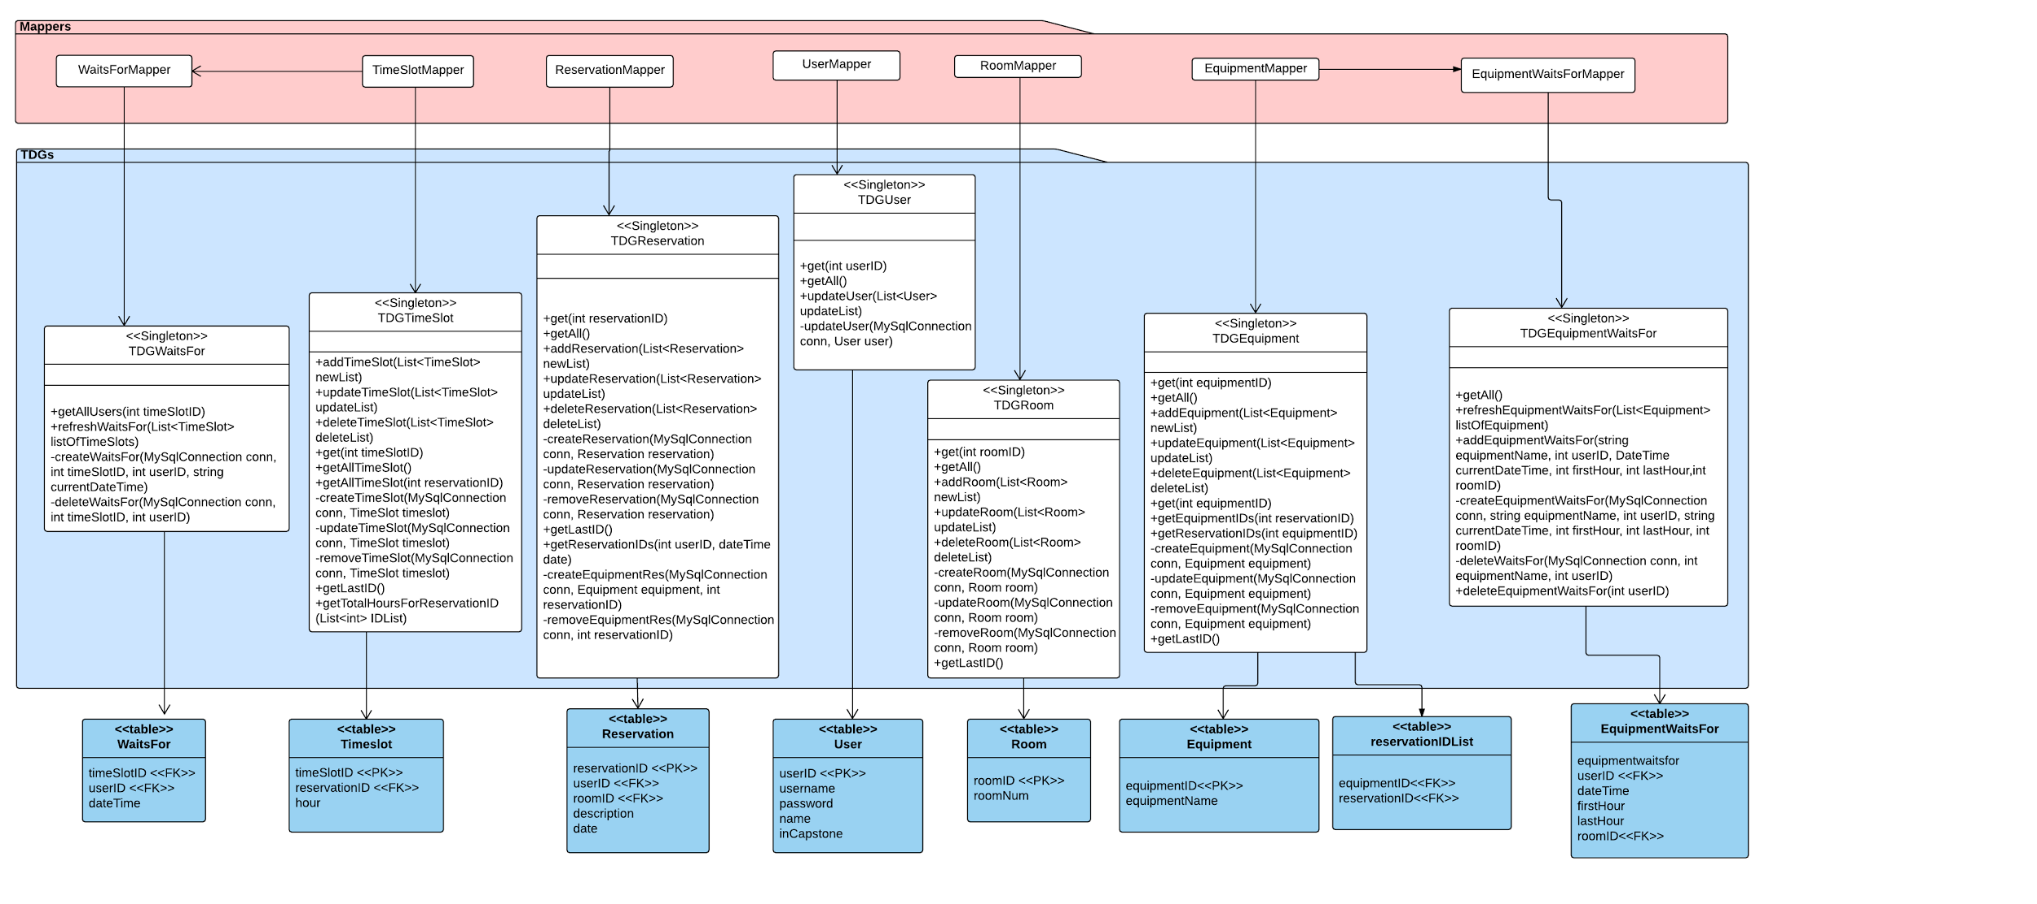 Mappers
WaitsForMapper
TimeSlotMapper
ReservationMapper
UserMapper
RoomMapper
EquipmentMapper
EquipmentWaitsForMapper
TDGs
<<Singleton>>
TDGWaitsFor
+getAllUsers(int timeSlotID)
+refreshWaitsFor(List<TimeSlot>
listOfTimeSlots)
-createWaitsFor(MySqlConnection conn,
int timeSlotID, int userID, string
currentDateTime)
-deleteWaitsFor(MySqlConnection conn,
int timeSlotID, int userID)
<<Singleton>>
TDGTimeSlot
+addTimeSlot(List<TimeSlot>
newList)
+updateTimeSlot(List<TimeSlot>
updateList)
+deleteTimeSlot(List<TimeSlot>
deleteList)
+get(int timeSlotID)
+getAllTimeSlot()
+getAllTimeSlot(int reservationID)
-createTimeSlot(MySqlConnection
conn, TimeSlot timeslot)
-updateTimeSlot(MySqlConnection
conn, TimeSlot timeslot)
-removeTimeSlot(MySqlConnection
conn, TimeSlot timeslot)
+getLastID()
+getTotalHoursForReservationID
(List<int> IDList)
<<Singleton>>
TDGReservation
+get(int reservationID)
+getAll()
+addReservation(List<Reservation>
newList)
+updateReservation(List<Reservation>
updateList)
+deleteReservation(List<Reservation>
deleteList)
-createReservation(MySqlConnection
conn, Reservation reservation)
-updateReservation(MySqlConnection
conn, Reservation reservation)
-removeReservation(MySqlConnection
conn, Reservation reservation)
+getLastID()
+getReservationIDs(int userID, dateTime
date)
-createEquipmentRes(MySqlConnection
conn, Equipment equipment, int
reservationID)
-removeEquipmentRes(MySqlConnection
conn, int reservationID)
<<Singleton>>
TDGUser
+get(int userID)
+getAll()
+updateUser(List<User>
updateList)
-updateUser(MySqlConnection
conn, User user)
<<Singleton>>
TDGRoom
+get(int roomID)
+getAll()
+addRoom(List<Room>
newList)
+updateRoom(List<Room>
updateList)
+deleteRoom(List<Room>
deleteList)
-createRoom(MySqlConnection
conn, Room room)
-updateRoom(MySqlConnection
conn, Room room)
-removeRoom(MySqlConnection
conn, Room room)
+getLastID()
<<Singleton>>
TDGEquipment
+get(int equipmentID)
+getAll()
+addEquipment(List<Equipment>
newList)
+updateEquipment(List<Equipment>
updateList)
+deleteEquipment(List<Equipment>
deleteList)
+get(int equipmentID)
+getEquipmentIDs(int reservationID)
+getReservationIDs(int equipmentID)
-createEquipment(MySqlConnection
conn, Equipment equipment)
-updateEquipment(MySqlConnection
conn, Equipment equipment)
-removeEquipment(MySqlConnection
conn, Equipment equipment)
+getLastID()
<<Singleton>>
TDGEquipmentWaitsFor
+getAll()
+refreshEquipmentWaitsFor(List<Equipment>
listOfEquipment)
+addEquipmentWaitsFor(string
equipmentName, int userID, DateTime
currentDateTime, int firstHour, int lastHour,int
roomID)
-createEquipmentWaitsFor(MySqlConnection
conn, string equipmentName, int userID, string
currentDateTime, int firstHour, int lastHour, int
roomID)
-deleteWaitsFor(MySqlConnection conn, int
equipmentName, int userID)
+deleteEquipmentWaitsFor(int userID)
<<table>>
WaitsFor
timeSlotID <<FK>>
userID <<FK>>
dateTime
<<table>>
Timeslot
timeSlotID <<PK>>
reservationID <<FK>>
hour
<<table>>
Reservation
reservationID <<PK>>
userID <<FK>>
roomID <<FK>>
description
date
<<table>>
User
userID <<PK>>
username
password
name
inCapstone
<<table>>
Room
roomID <<PK>>
roomNum
<<table>>
Equipment
equipmentID<<PK>>
equipmentName
<<table>>
reservationIDList
equipmentID<<FK>>
reservationID<<FK>>
<<table>>
EquipmentWaitsFor
equipmentwaitsfor
userID <<FK>>
dateTime
firstHour
lastHour
roomID<<FK>>